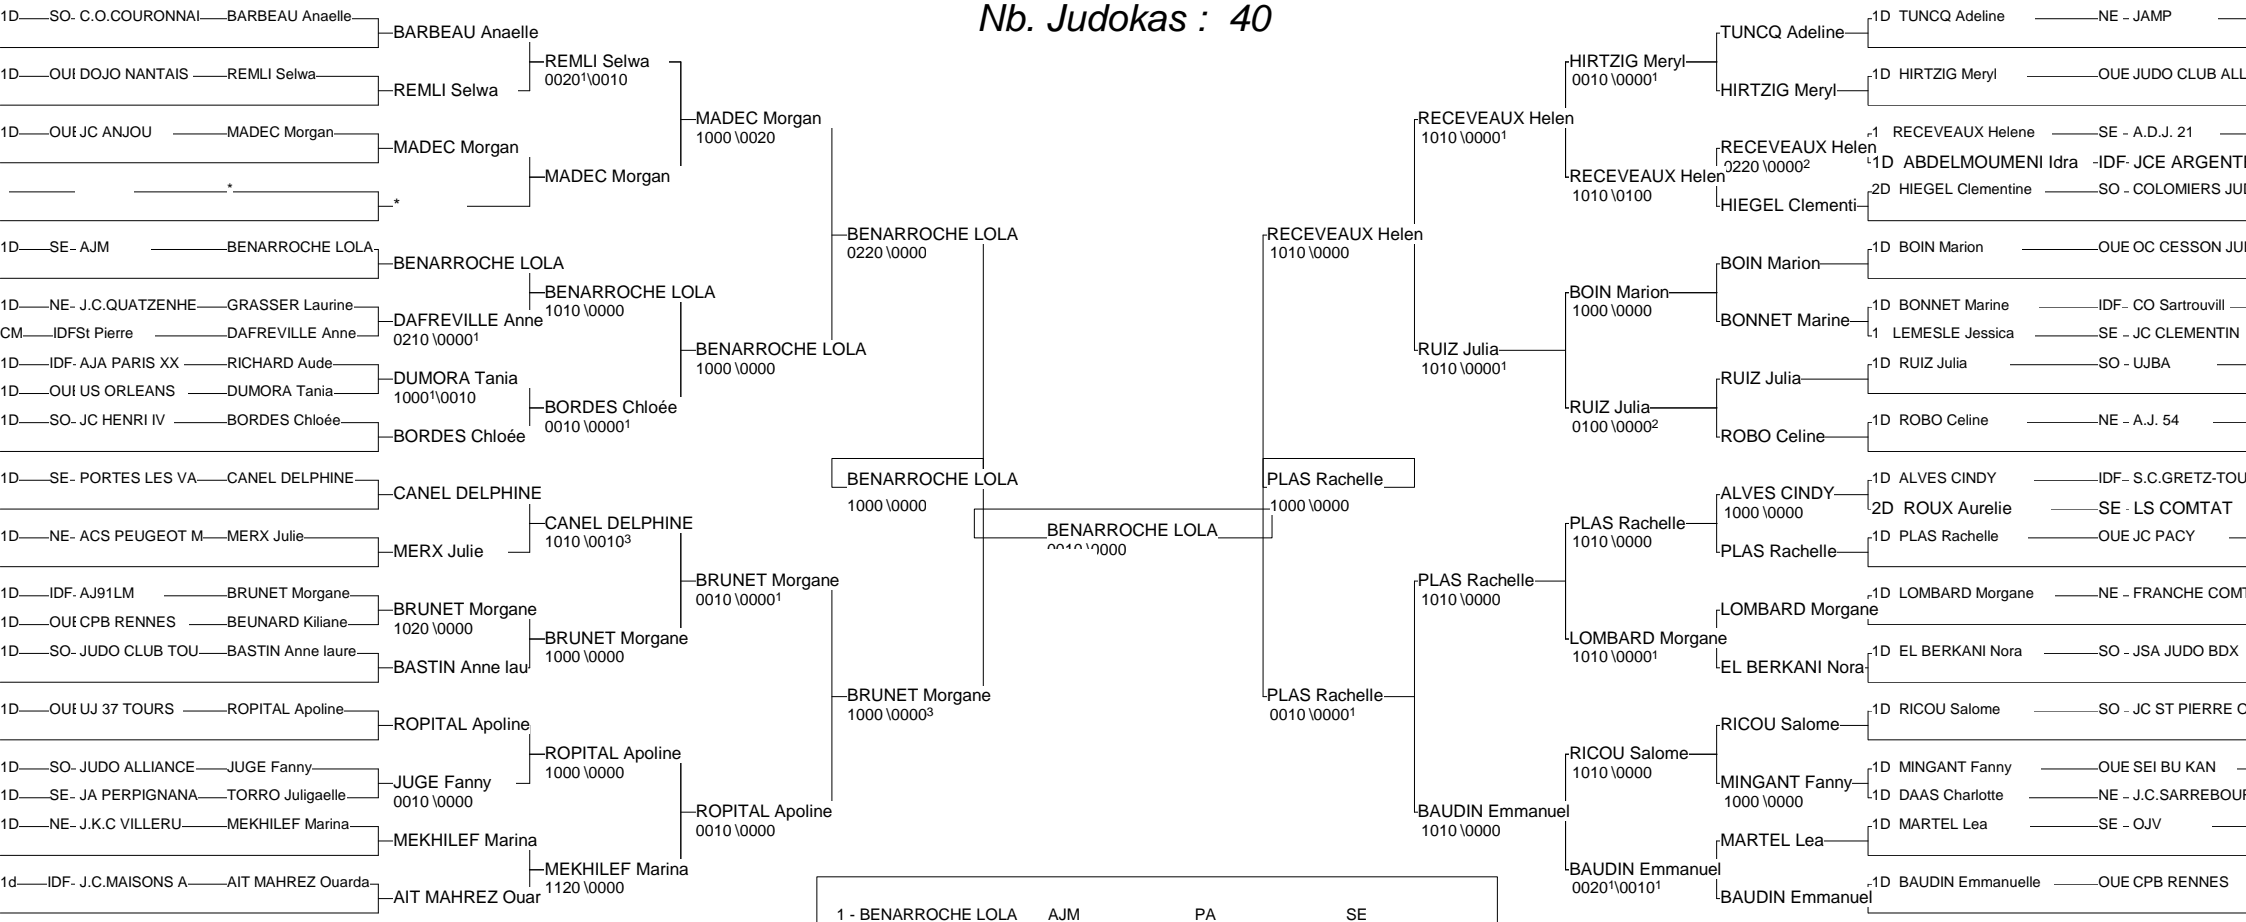 Nb. Judokas : 40
1D SO- C.O.COURONNAI BARBEAU Anaelle
BARBEAU Anaelle
REMLI Selwa
0020¹\0010
1D OUE DOJO NANTAIS REMLI Selwa
REMLI Selwa
MADEC Morgan
1000 \0020
1D OUE JC ANJOU MADEC Morgan
MADEC Morgan
MADEC Morgan
*
*
BENARROCHE LOLA
0220 \0000
1D SE- AJM BENARROCHE LOLA
BENARROCHE LOLA
BENARROCHE LOLA
1010 \0000
1D NE- J.C.QUATZENHE GRASSER Laurine
DAFREVILLE Anne
0210 \0000¹
CM IDF St Pierre DAFREVILLE Anne
BENARROCHE LOLA
1000 \0000
1D IDF- AJA PARIS XX RICHARD Aude
DUMORA Tania
1000¹\0010
1D OUE US ORLEANS DUMORA Tania
BORDES Chloée
0010 \0000¹
1D SO- JC HENRI IV BORDES Chloée
BORDES Chloée
BENARROCHE LOLA
1000 \0000
1D SE- PORTES LES VA CANEL DELPHINE
CANEL DELPHINE
CANEL DELPHINE
1010 \0010³
1D NE- ACS PEUGEOT M MERX Julie
MERX Julie
BRUNET Morgane
0010 \0000¹
1D IDF- AJ91LM BRUNET Morgane
BRUNET Morgane
1020 \0000
1D OUE CPB RENNES BEUNARD Kiliane
BRUNET Morgane
1000 \0000
1D SO- JUDO CLUB TOU BASTIN Anne laure
BASTIN Anne lau
BRUNET Morgane
1000 \0000³
1D OUE UJ 37 TOURS ROPITAL Apoline
ROPITAL Apoline
ROPITAL Apoline
1000 \0000
1D SO- JUDO ALLIANCE JUGE Fanny
JUGE Fanny
0010 \0000
1D SE- JA PERPIGNANA TORRO Juligaelle
ROPITAL Apoline
0010 \0000
1D NE- J.K.C VILLERU MEKHILEF Marina
MEKHILEF Marina
MEKHILEF Marina
1120 \0000
1d IDF- J.C.MAISONS A AIT MAHREZ Ouarda
AIT MAHREZ Ouar
BENARROCHE LOLA
0010 \0000
TUNCQ Adeline
1D TUNCQ Adeline NE - JAMP
HIRTZIG Meryl
0010 \0000¹
HIRTZIG Meryl
1D HIRTZIG Meryl OUE JUDO CLUB ALL
RECEVEAUX Helen
1010 \0000¹
RECEVEAUX Helen
0220 \0000²
1 RECEVEAUX Helene SE - A.D.J. 21
1D ABDELMOUMENI Idra IDF- JCE ARGENTE
RECEVEAUX Helen
1010 \0100
HIEGEL Clementi
2D HIEGEL Clementine SO - COLOMIERS JUD
RECEVEAUX Helen
1010 \0000
BOIN Marion
1D BOIN Marion OUE OC CESSON JUD
BOIN Marion
1000 \0000
BONNET Marine
1D BONNET Marine IDF- CO Sartrouvill
1 LEMESLE Jessica SE - JC CLEMENTIN
RUIZ Julia
1010 \0000¹
RUIZ Julia
1D RUIZ Julia SO - UJBA
RUIZ Julia
0100 \0000²
ROBO Celine
1D ROBO Celine NE - A.J. 54
PLAS Rachelle
1000 \0000
ALVES CINDY
1000 \0000
1D ALVES CINDY IDF- S.C.GRETZ-TOU
2D ROUX Aurelie SE - LS COMTAT
PLAS Rachelle
1010 \0000
PLAS Rachelle
1D PLAS Rachelle OUE JC PACY
PLAS Rachelle
1010 \0000
LOMBARD Morgane
1D LOMBARD Morgane NE - FRANCHE COMT
LOMBARD Morgane
1010 \0000¹
EL BERKANI Nora
1D EL BERKANI Nora SO - JSA JUDO BDX
PLAS Rachelle
0010 \0000¹
RICOU Salome
1D RICOU Salome SO - JC ST PIERRE O
RICOU Salome
1010 \0000
MINGANT Fanny
1000 \0000
1D MINGANT Fanny OUE SEI BU KAN
1D DAAS Charlotte NE - J.C.SARREBOUR
BAUDIN Emmanuel
1010 \0000
MARTEL Lea
1D MARTEL Lea SE - OJV
BAUDIN Emmanuel
0020¹\0010¹
BAUDIN Emmanuel
1D BAUDIN Emmanuelle OUE CPB RENNES
1 - BENARROCHE LOLA AJM PA SE